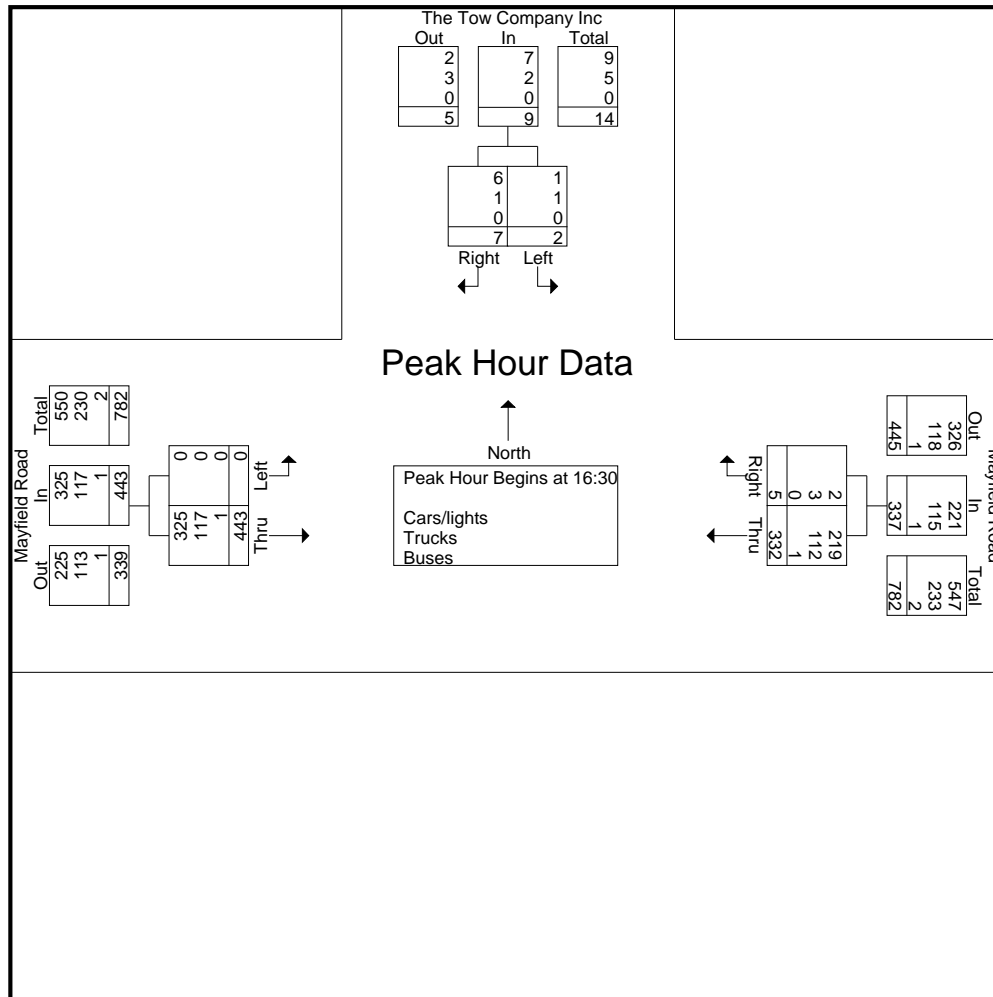 The Tow Company Inc
Out In Total
2 7 9
3 2 5
0 0 0
5 9 14
6 1
1 1
0 0
7 2
Right Left
Peak Hour Data
North
Peak Hour Begins at 16:30
Cars/lights
Trucks
Buses
Mayfield Road
Total In Out
550 325 225
230 117 113
2 1 1
782 443 339
Left Thru
0 325
0 117
0 1
0 443
Right Thru
2 219
3 112
0 1
5 332
Mayfield Road
Out In Total
326 221 547
118 115 233
1 1 2
445 337 782